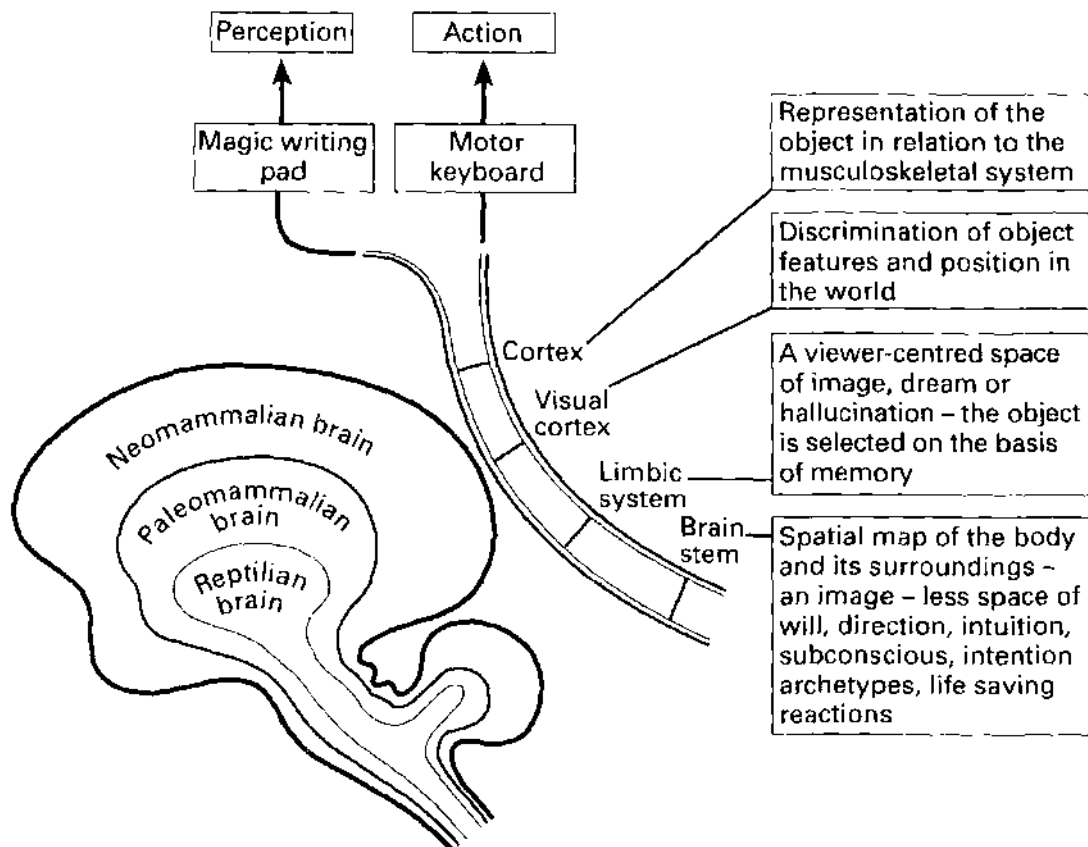 Perception
Action
Magic writing
pad
Motor
keyboard
Representation of the
object in relation to the
musculoskeletal system
Discrimination of object
features and position in
the world
A viewer-centred space
of image, dream or
hallucination – the object
is selected on the basis
of memory
Spatial map of the body
and its surroundings –
an image – less space of
will, direction, intuition,
subconscious, intention
archetypes, life saving
reactions
Cortex
Visual
cortex
Limbic
system
Brain
stem
Neomammalian brain
Paleomammalian
brain
Reptilian
brain